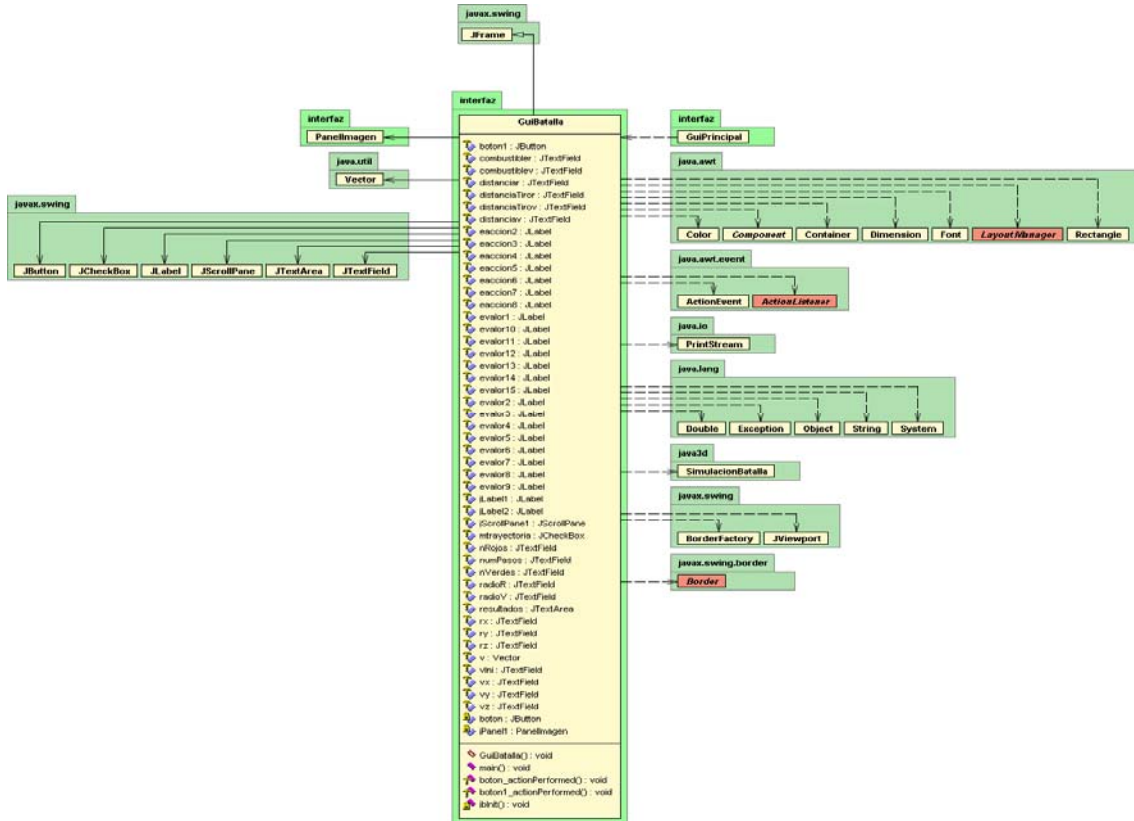 javax.swing
JFrame
interfaz
PanelImagen
java.util
Vector
javax.swing
JButton
JCheckBox
JLabel
JScrollPane
JTextArea
JTextField
interfaz
GuiBatalla
boton1 : JButton
combustibler : JTextField
combustiblev : JTextField
distanciar : JTextField
distanciaTiror : JTextField
distanciaTirov : JTextField
distanciav : JTextField
eaccion2 : JLabel
eaccion3 : JLabel
eaccion4 : JLabel
eaccion5 : JLabel
eaccion6 : JLabel
eaccion7 : JLabel
eaccion8 : JLabel
evalor1 : JLabel
evalor10 : JLabel
evalor11 : JLabel
evalor12 : JLabel
evalor13 : JLabel
evalor14 : JLabel
evalor15 : JLabel
evalor2 : JLabel
evalor3 : JLabel
evalor4 : JLabel
evalor5 : JLabel
evalor6 : JLabel
evalor7 : JLabel
evalor8 : JLabel
evalor9 : JLabel
jLabel1 : JLabel
jLabel2 : JLabel
jScrollPane1 : JScrollPane
mtrayectoria : JCheckBox
nRojos : JTextField
numPasos : JTextField
nVerdes : JTextField
radioR : JTextField
radioV : JTextField
resultados : JTextArea
rx : JTextField
ry : JTextField
rz : JTextField
v : Vector
vini : JTextField
vx : JTextField
vy : JTextField
vz : JTextField
boton : JButton
jPanel1 : PanelImagen
GuiBatalla() : void
main() : void
boton_actionPerformed() : void
boton1_actionPerformed() : void
jbInit() : void
interfaz
GuiPrincipal
java.awt
Color
Component
Container
Dimension
Font
LayoutManager
Rectangle
java.awt.event
ActionEvent
ActionListener
java.io
PrintStream
java.lang
Double
Exception
Object
String
System
java3d
SimulacionBatalla
javax.swing
BorderFactory
JViewport
javax.swing.border
Border